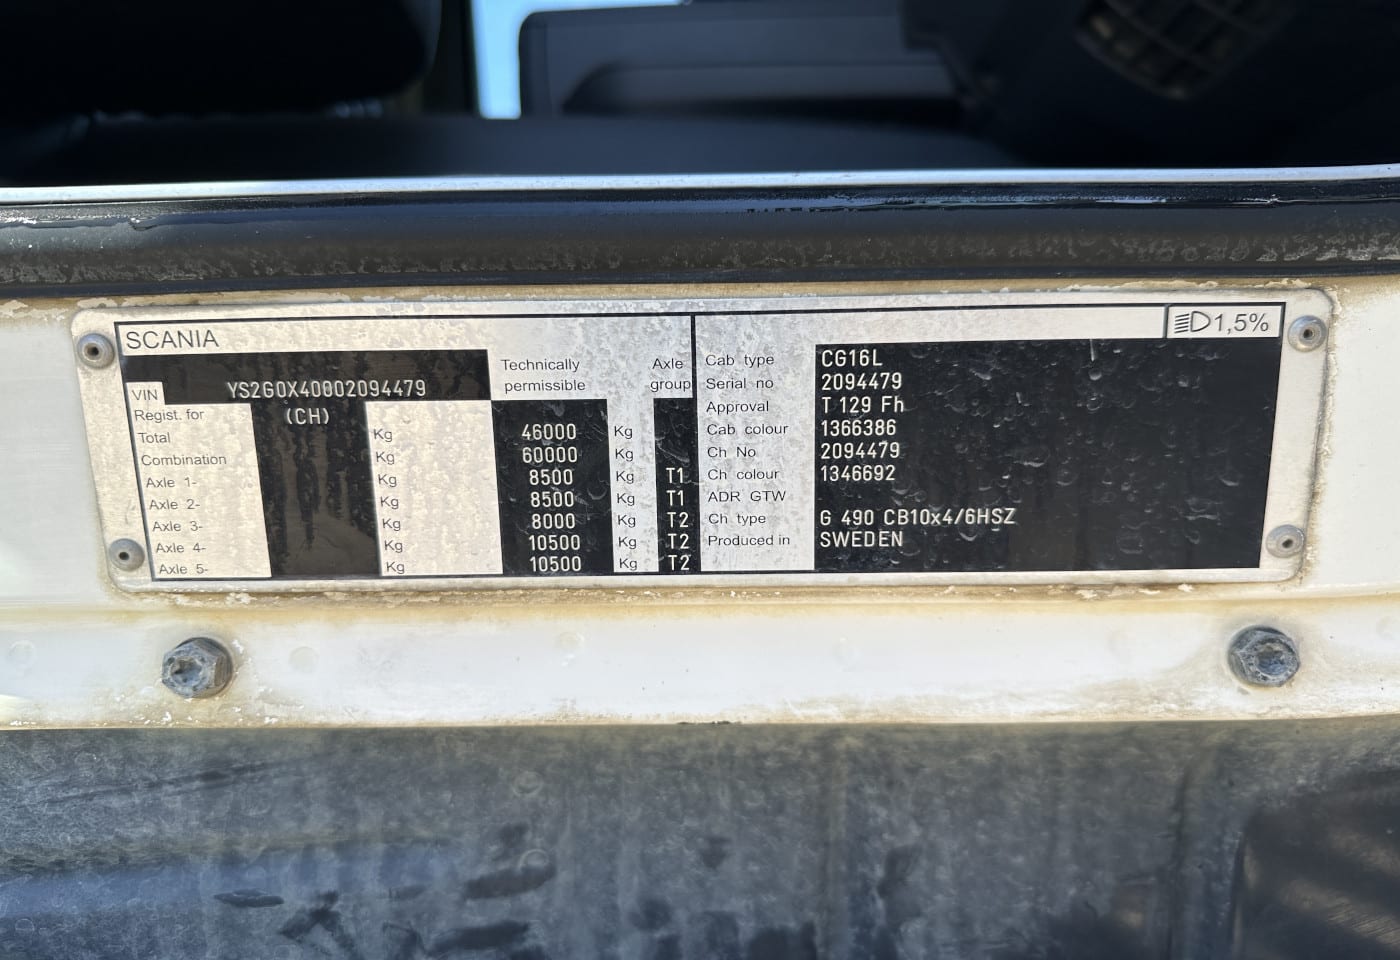 SCANIA
1,5%
VIN YS2G0X40002094479
Technically permissible
Axle group
Regist. for (CH)
Total Kg 46000 Kg
Combination Kg 60000 Kg
Axle 1- Kg 8500 Kg T1
Axle 2- Kg 8500 Kg T1
Axle 3- Kg 8000 Kg T2
Axle 4- Kg 10500 Kg T2
Axle 5- Kg 10500 Kg T2
Cab type CG16L
Serial no 2094479
Approval T 129 Fh
Cab colour 1366386
Ch No 2094479
Ch colour 1346692
ADR GTW
Ch type G 490 CB10x4/6HSZ
Produced in SWEDEN